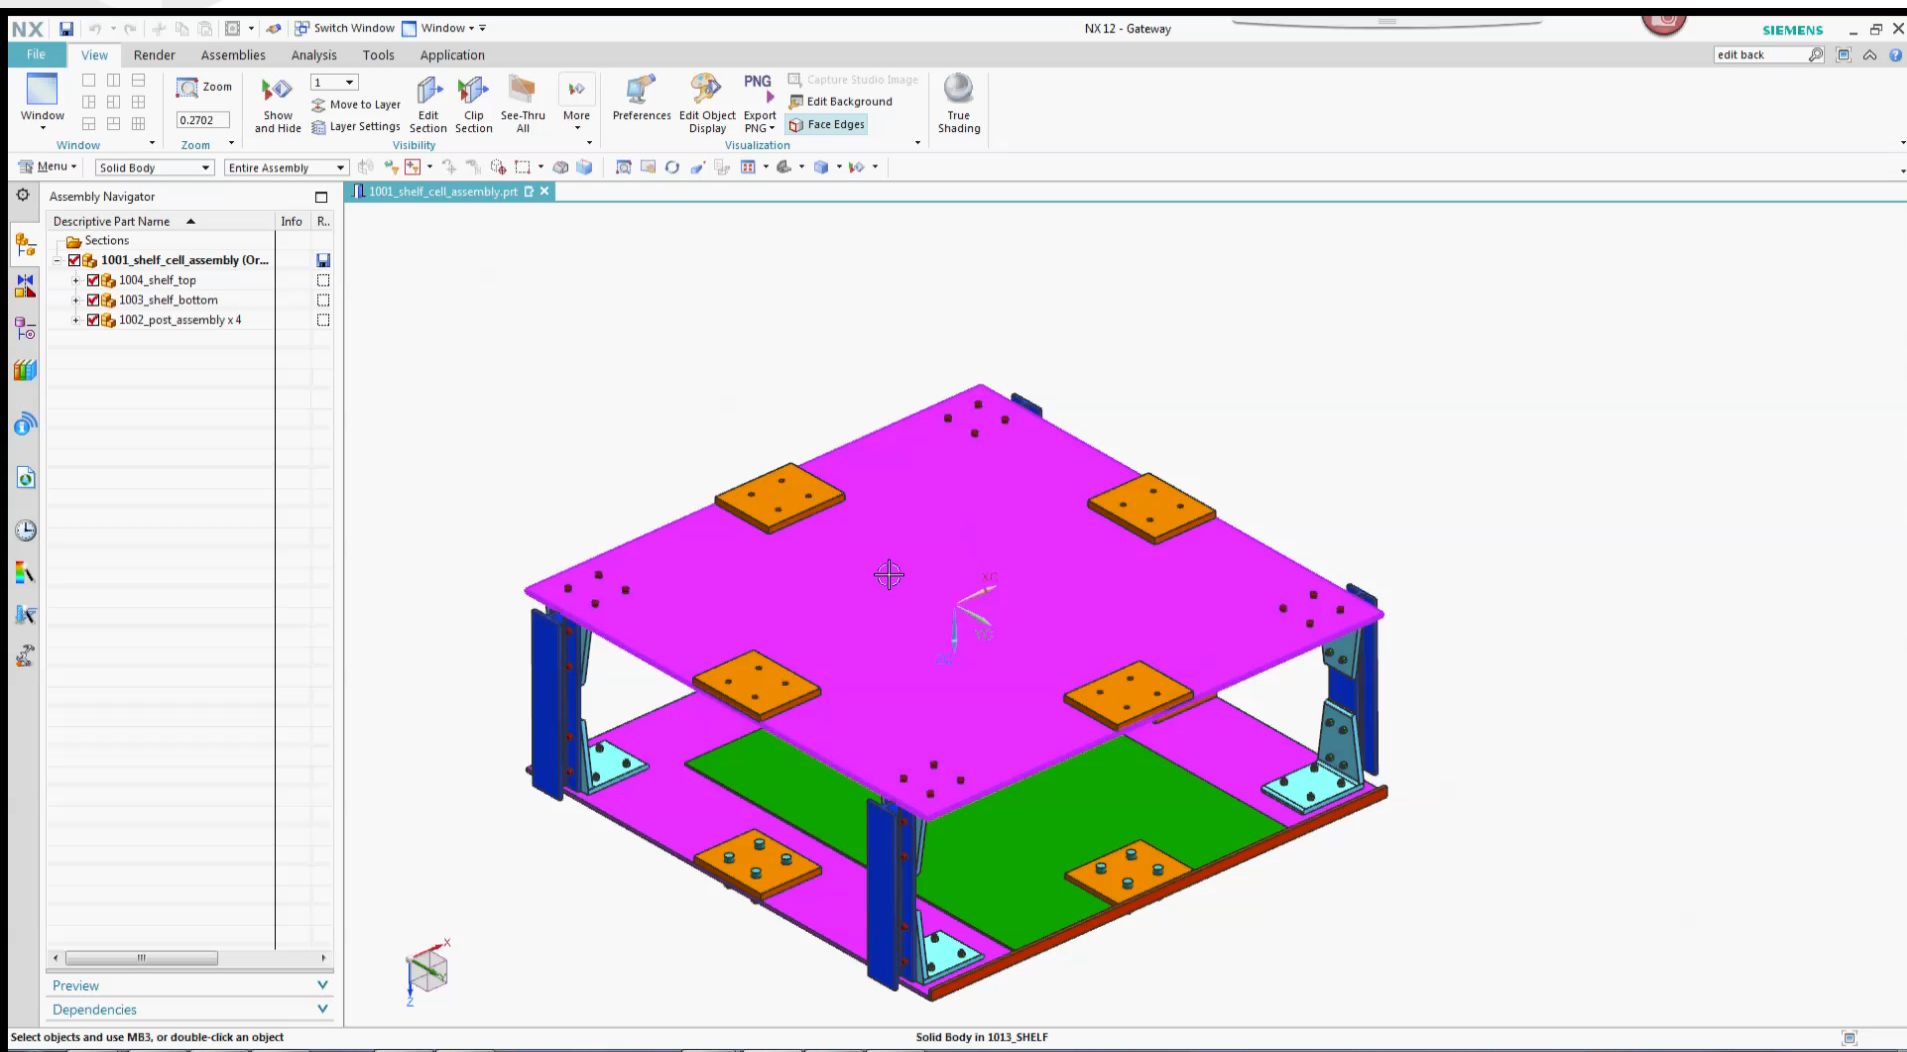 NX Switch Window Window NX 12 - Gateway SIEMENS
File View Render Assemblies Analysis Tools Application edit back
Window
Window
Zoom
0.2702
Zoom
Show and Hide
1
Move to Layer
Layer Settings
Edit Section
Clip Section
See-Thru All
More
Visibility
Preferences
Edit Object Display
PNG
Export PNG
Capture Studio Image
Edit Background
Face Edges
Visualization
True Shading
Menu Solid Body Entire Assembly
Assembly Navigator
1001_shelf_cell_assembly.prt
Descriptive Part Name Info R..
Sections
1001_shelf_cell_assembly (Or...
1004_shelf_top
1003_shelf_bottom
1002_post_assembly x 4
XC
YC
ZC
X
Z
Preview
Dependencies
Select objects and use MB3, or double-click an object
Solid Body in 1013_SHELF